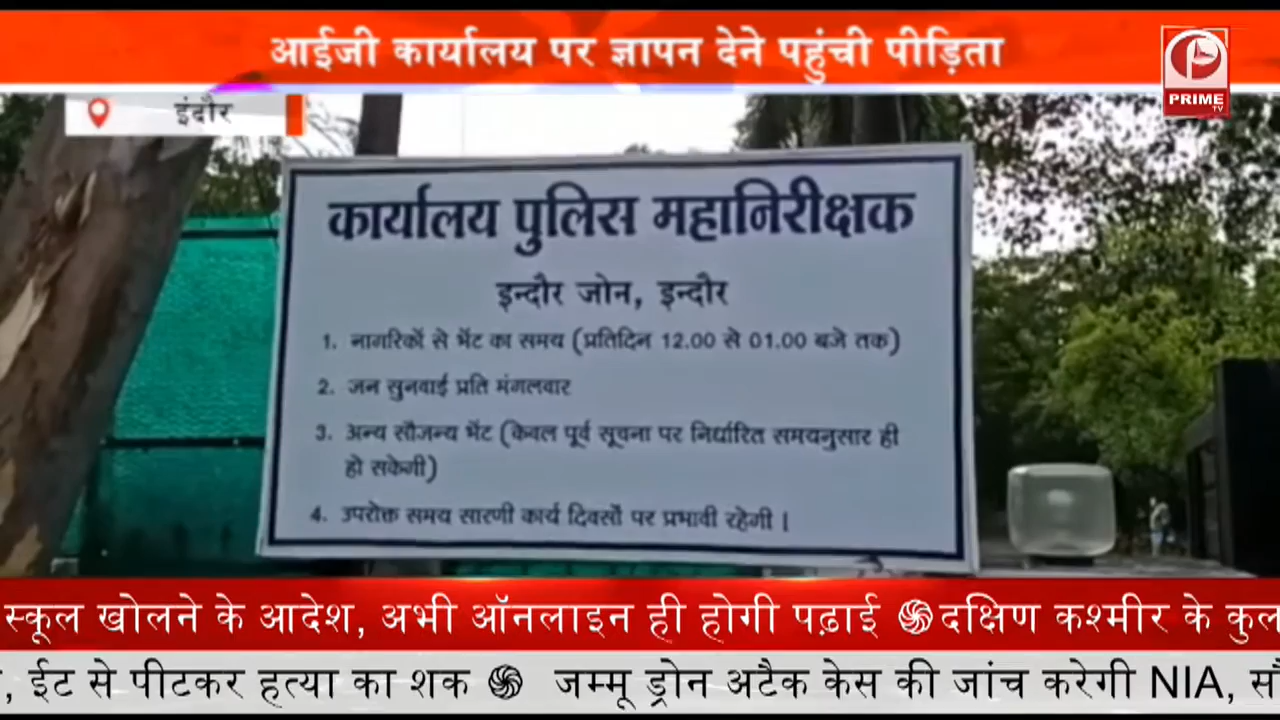 आईजी कार्यालय पर ज्ञापन देने पहुंची पीड़िता
PRIME
TV
इंदौर
कार्यालय पुलिस महानिरीक्षक
इन्दौर जोन, इन्दौर
1. नागरिकों से भेंट का समय (प्रतिदिन 12.00 से 01.00 बजे तक)
2. जन सुनवाई प्रति मंगलवार
3. अन्य सौजन्य भेंट (केवल पूर्व सूचना पर निर्धारित समयनुसार ही
हो सकेगी)
4. उपरोक्त समय सारणी कार्य दिवसों पर प्रभावी रहेगी |
स्कूल खोलने के आदेश, अभी ऑनलाइन ही होगी पढ़ाई दक्षिण कश्मीर के कुल
, ईट से पीटकर हत्या का शक जम्मू ड्रोन अटैक केस की जांच करेगी NIA, सौ